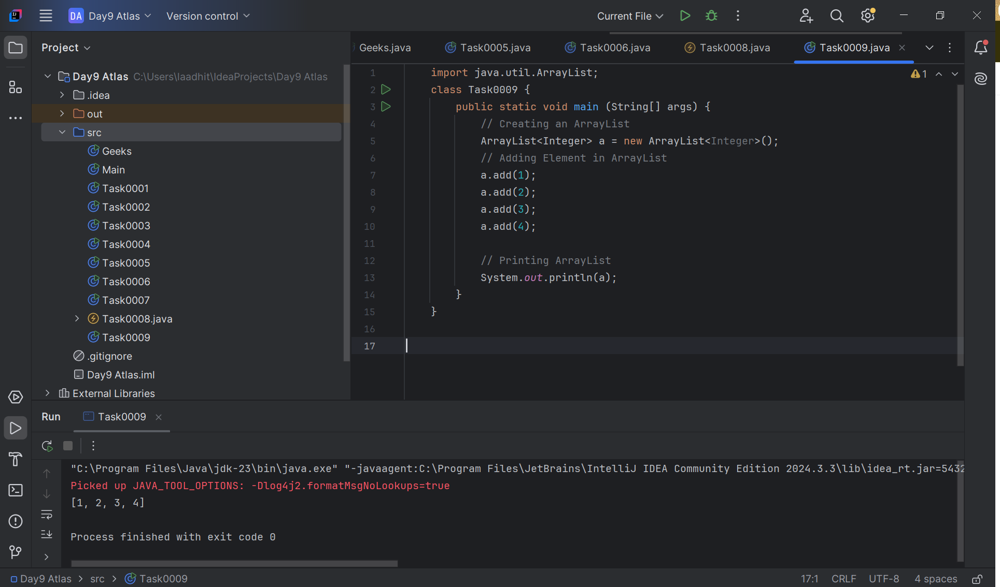 DA Day9 Atlas Version control Current File
Project
Geeks.java Task0005.java Task0006.java Task0008.java Task0009.java
Day9 Atlas C:\Users\laadhit\IdeaProjects\Day9 Atlas
.idea
out
src
Geeks
Main
Task0001
Task0002
Task0003
Task0004
Task0005
Task0006
Task0007
Task0008.java
Task0009
.gitignore
Day9 Atlas.iml
External Libraries
1 import java.util.ArrayList;
2 class Task0009 {
3 public static void main (String[] args) {
4 // Creating an ArrayList
5 ArrayList<Integer> a = new ArrayList<Integer>();
6 // Adding Element in ArrayList
7 a.add(1);
8 a.add(2);
9 a.add(3);
10 a.add(4);
11
12 // Printing ArrayList
13 System.out.println(a);
14 }
15 }
16
17
1
Run Task0009
"C:\Program Files\Java\jdk-23\bin\java.exe" "-javaagent:C:\Program Files\JetBrains\IntelliJ IDEA Community Edition 2024.3.3\lib\idea_rt.jar=5432
Picked up JAVA_TOOL_OPTIONS: -Dlog4j2.formatMsgNoLookups=true
[1, 2, 3, 4]
Process finished with exit code 0
Day9 Atlas > src > Task0009 17:1 CRLF UTF-8 4 spaces